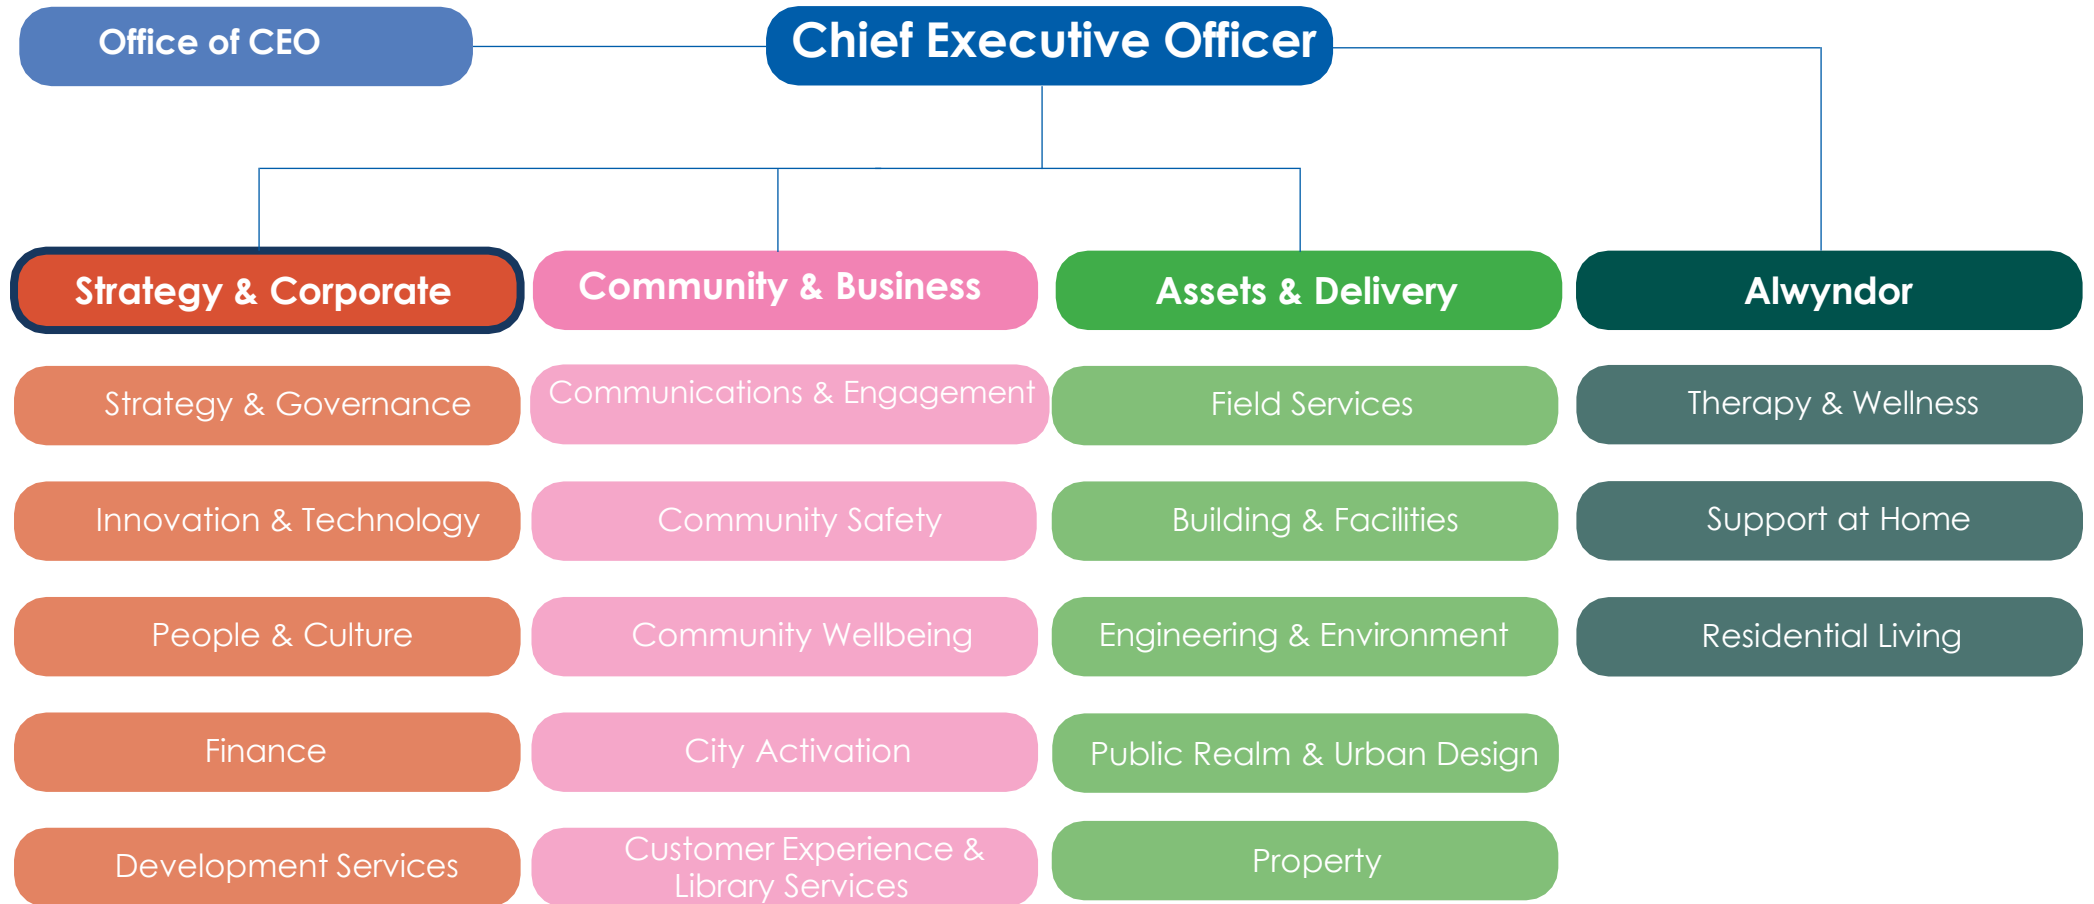 Office of CEO
Chief Executive Officer
Strategy & Corporate
Community & Business
Assets & Delivery
Alwyndor
Strategy & Governance
Communications & Engagement
Field Services
Therapy & Wellness
Innovation & Technology
Community Safety
Building & Facilities
Support at Home
People & Culture
Community Wellbeing
Engineering & Environment
Residential Living
Finance
City Activation
Public Realm & Urban Design
Development Services
Customer Experience &
Library Services
Property